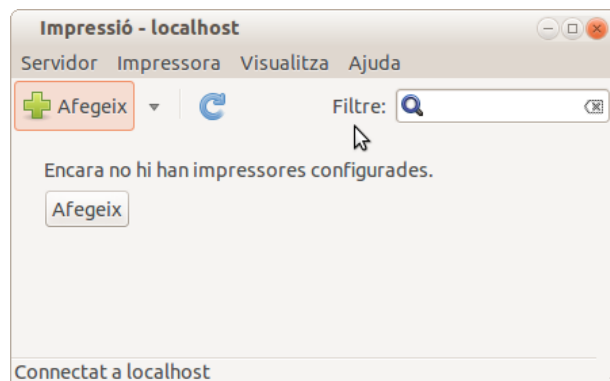 Impressió - localhost
Servidor Impressora Visualitza Ajuda
Afegeix Filtre:
Encara no hi han impressores configurades.
Afegeix
Connectat a localhost